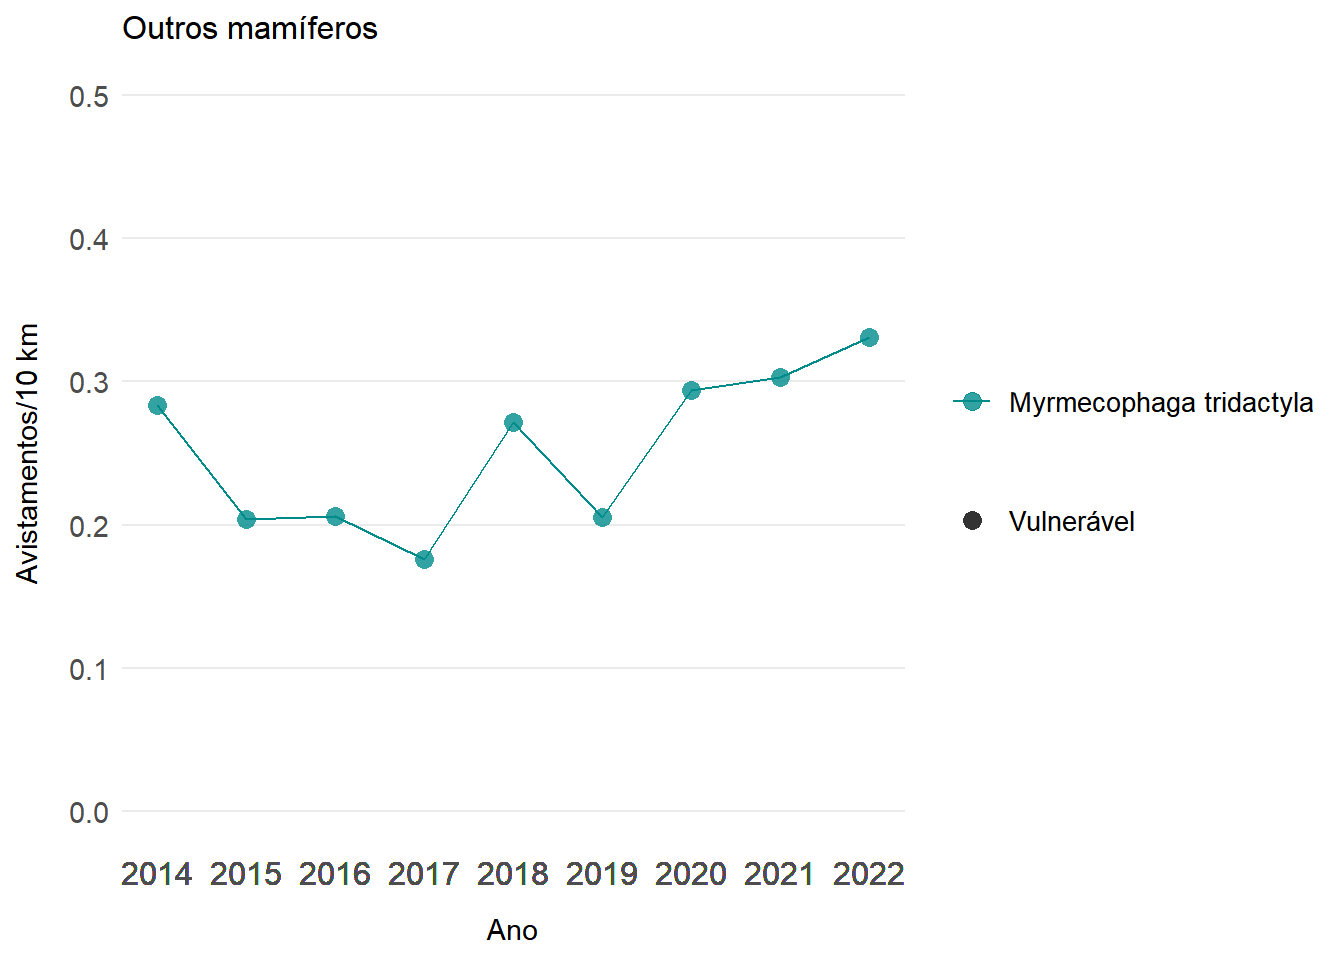 Outros mamíferos
0.5
0.4
0.3
0.2
0.1
0.0
Avistamentos/10 km
2014 2015 2016 2017 2018 2019 2020 2021 2022
Ano
Myrmecophaga tridactyla
Vulnerável